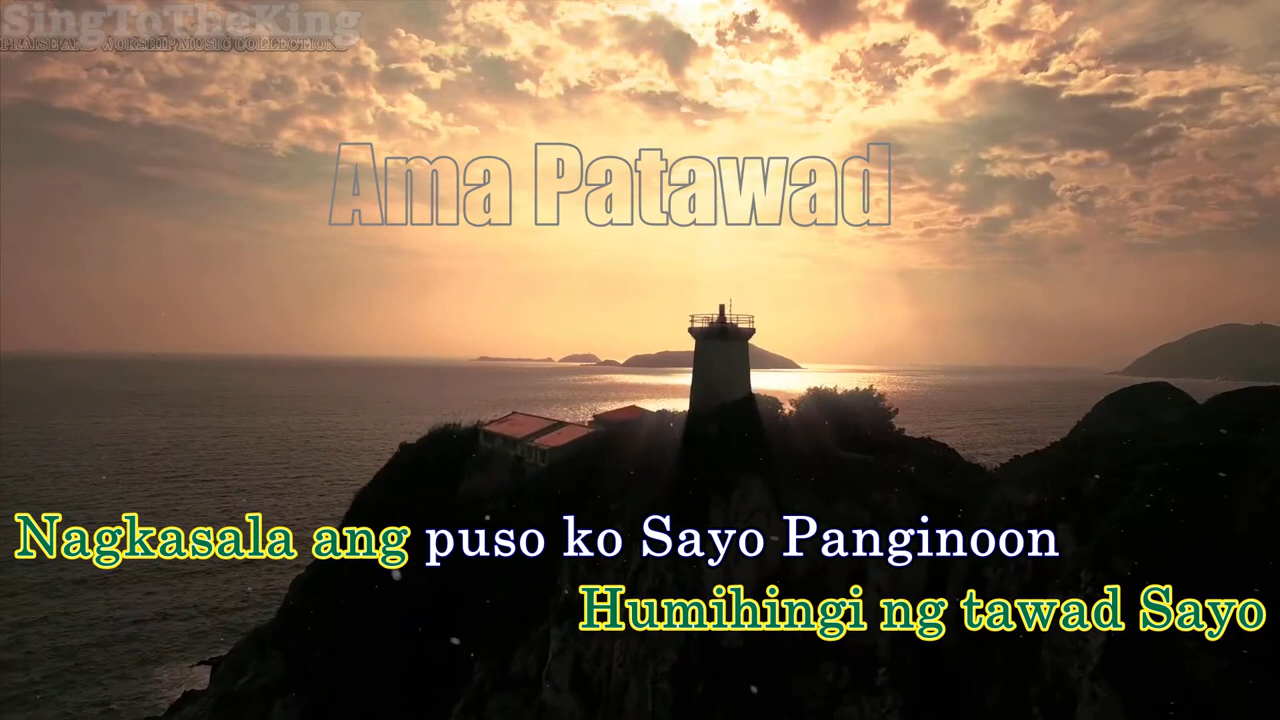 SingToTheKing
PRAISE AND WORSHIP MUSIC COLLECTION
Ama Patawad
Nagkasala ang puso ko Sayo Panginoon
Humihingi ng tawad Sayo